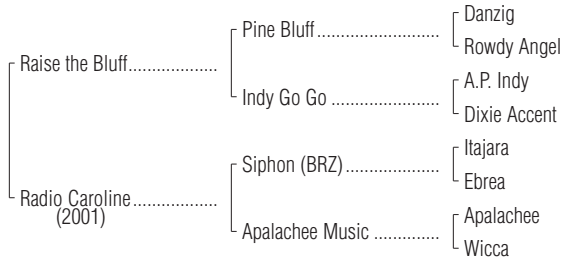 Danzig
Pine Bluff..............................
Rowdy Angel
Raise the Bluff...................
A.P. Indy
Indy Go Go ..........................
Dixie Accent
Itajara
Siphon (BRZ)......................
Ebrea
Radio Caroline..................
(2001)
Apalachee
Apalachee Music ................
Wicca